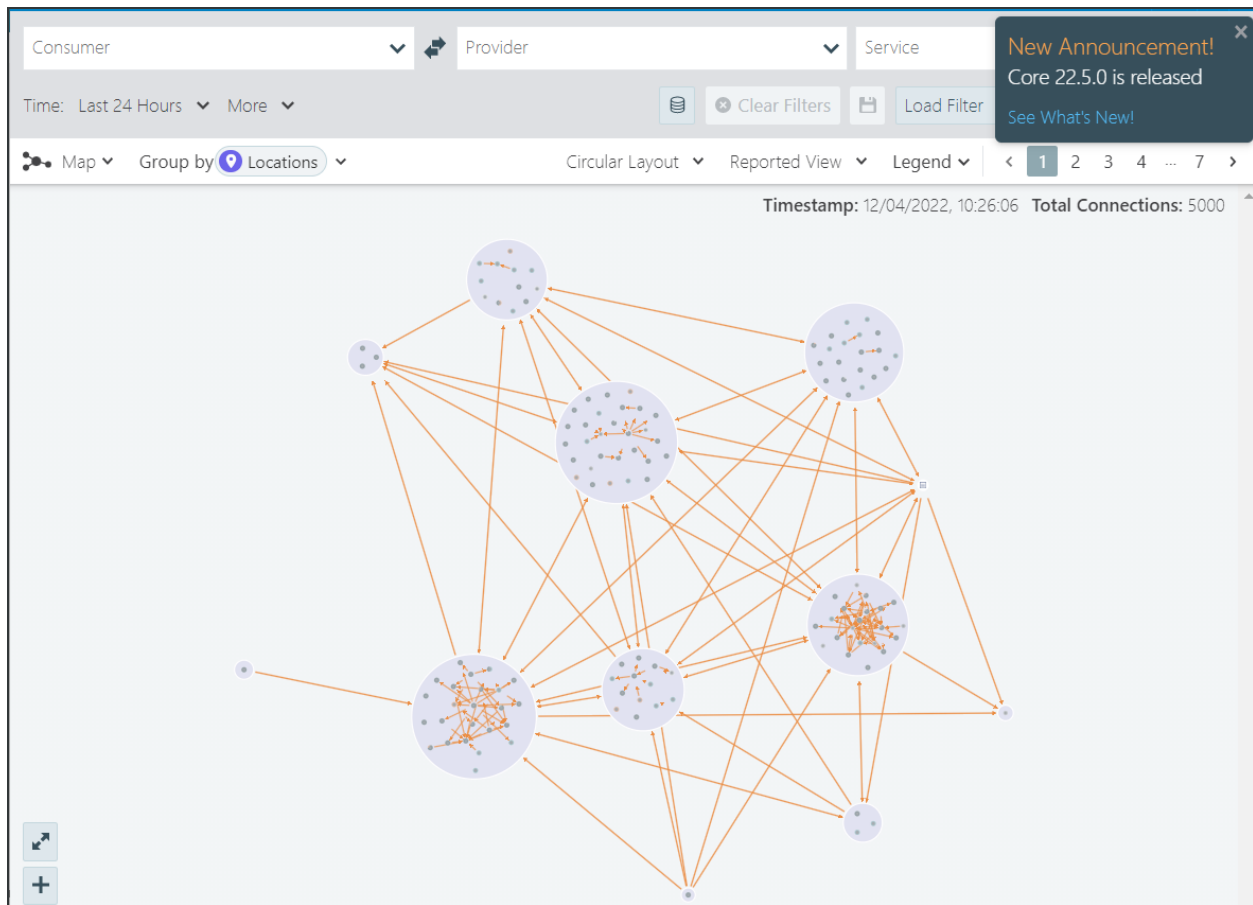 Consumer
Provider
Service
New Announcement!
Core 22.5.0 is released
See What's New!
Time: Last 24 Hours More
Clear Filters
Load Filter
Map Group by Locations
Circular Layout Reported View Legend < 1 2 3 4 ... 7 >
Timestamp: 12/04/2022, 10:26:06 Total Connections: 5000